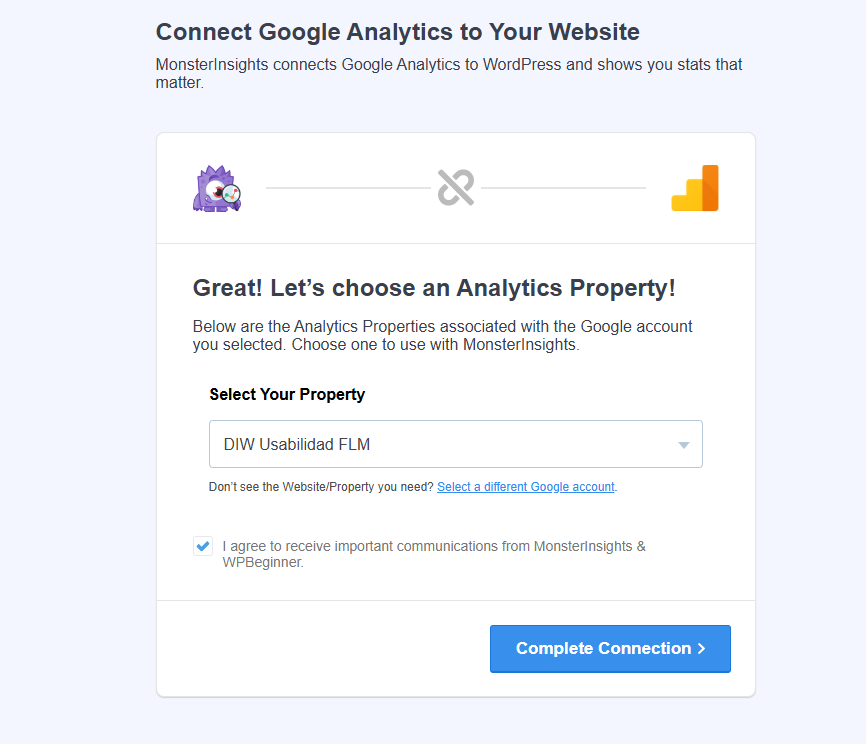 Connect Google Analytics to Your Website
MonsterInsights connects Google Analytics to WordPress and shows you stats that
matter.
Great! Let’s choose an Analytics Property!
Below are the Analytics Properties associated with the Google account
you selected. Choose one to use with MonsterInsights.
Select Your Property
DIW Usabilidad FLM
Don’t see the Website/Property you need? Select a different Google account.
I agree to receive important communications from MonsterInsights &
WPBeginner.
Complete Connection